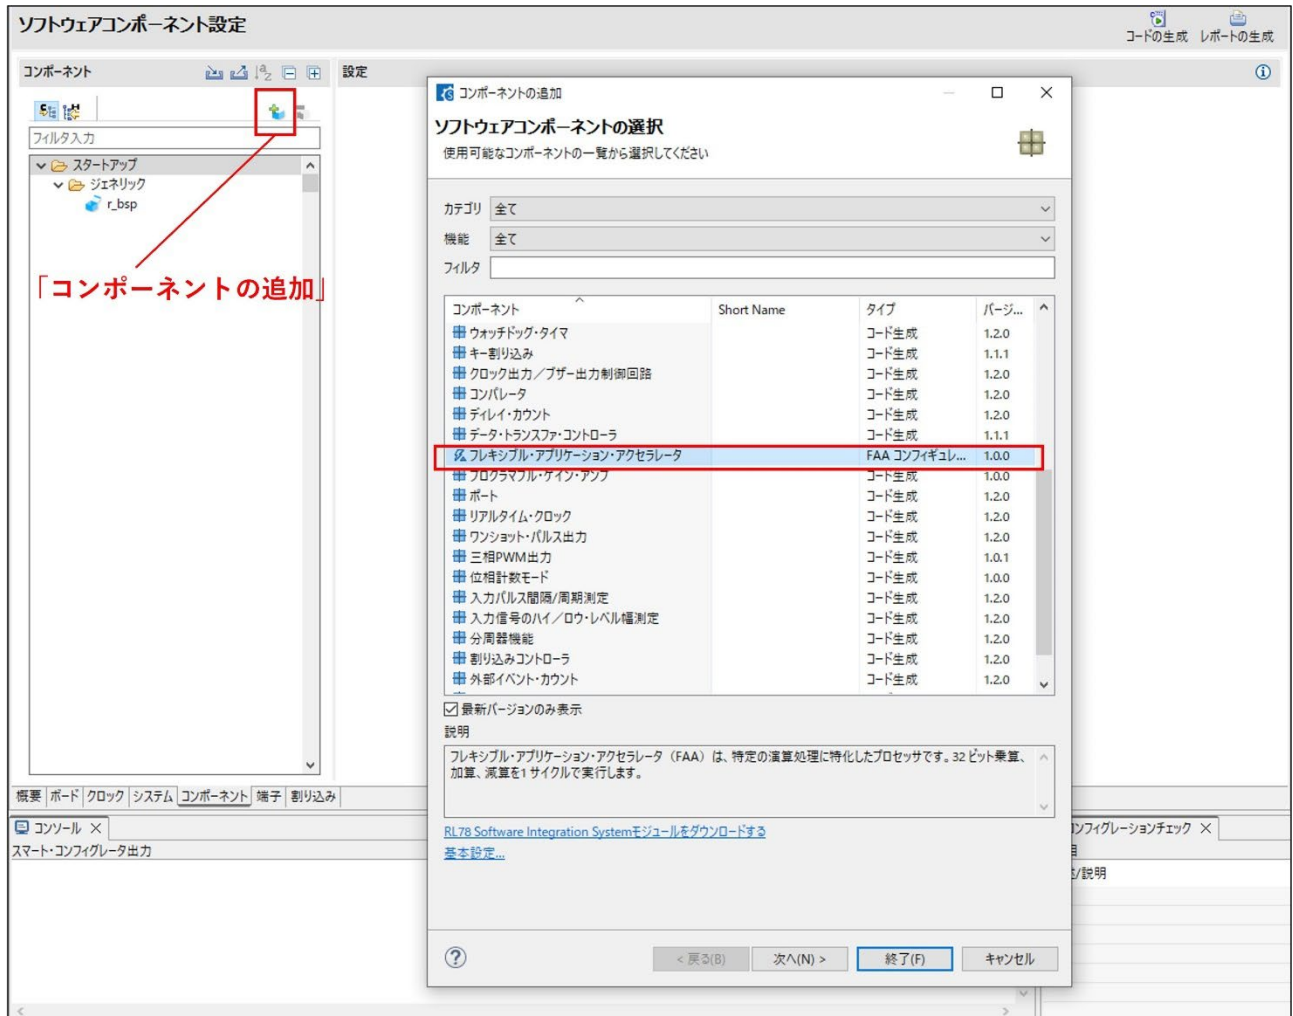 ソフトウェアコンポーネント設定
コードの生成 レポートの生成
コンポーネント
設定
フィルタ入力
スタートアップ
ジェネリック
r_bsp
「コンポーネントの追加」
コンポーネントの追加
ソフトウェアコンポーネントの選択
使用可能なコンポーネントの一覧から選択してください
カテゴリ 全て
機能 全て
フィルタ
コンポーネント Short Name タイプ バージ...
ウォッチドッグ・タイマ コード生成 1.2.0
キー割り込み コード生成 1.1.1
クロック出力／ブザー出力制御回路 コード生成 1.2.0
コンパレータ コード生成 1.2.0
ディレイ・カウント コード生成 1.2.0
データ・トランスファ・コントローラ コード生成 1.1.1
フレキシブル・アプリケーション・アクセラレータ FAA コンフィギュレ... 1.0.0
プログラマブル・ゲイン・アンプ コード生成 1.0.0
ポート コード生成 1.2.0
リアルタイム・クロック コード生成 1.2.0
ワンショット・パルス出力 コード生成 1.2.0
三相PWM出力 コード生成 1.0.1
位相計数モード コード生成 1.0.0
入力パルス間隔/周期測定 コード生成 1.2.0
入力信号のハイ／ロウ・レベル幅測定 コード生成 1.2.0
分周器機能 コード生成 1.2.0
割り込みコントローラ コード生成 1.2.0
外部イベント・カウント コード生成 1.2.0
最新バージョンのみ表示
説明
フレキシブル・アプリケーション・アクセラレータ（FAA）は、特定の演算処理に特化したプロセッサです。32 ビット乗算、
加算、減算を1 サイクルで実行します。
RL78 Software Integration Systemモジュールをダウンロードする
基本設定...
< 戻る(B) 次へ(N) > 終了(F) キャンセル
概要 ボード クロック システム コンポーネント 端子 割り込み
コンソール
スマート・コンフィグレータ出力
コンフィグレーションチェック
/説明